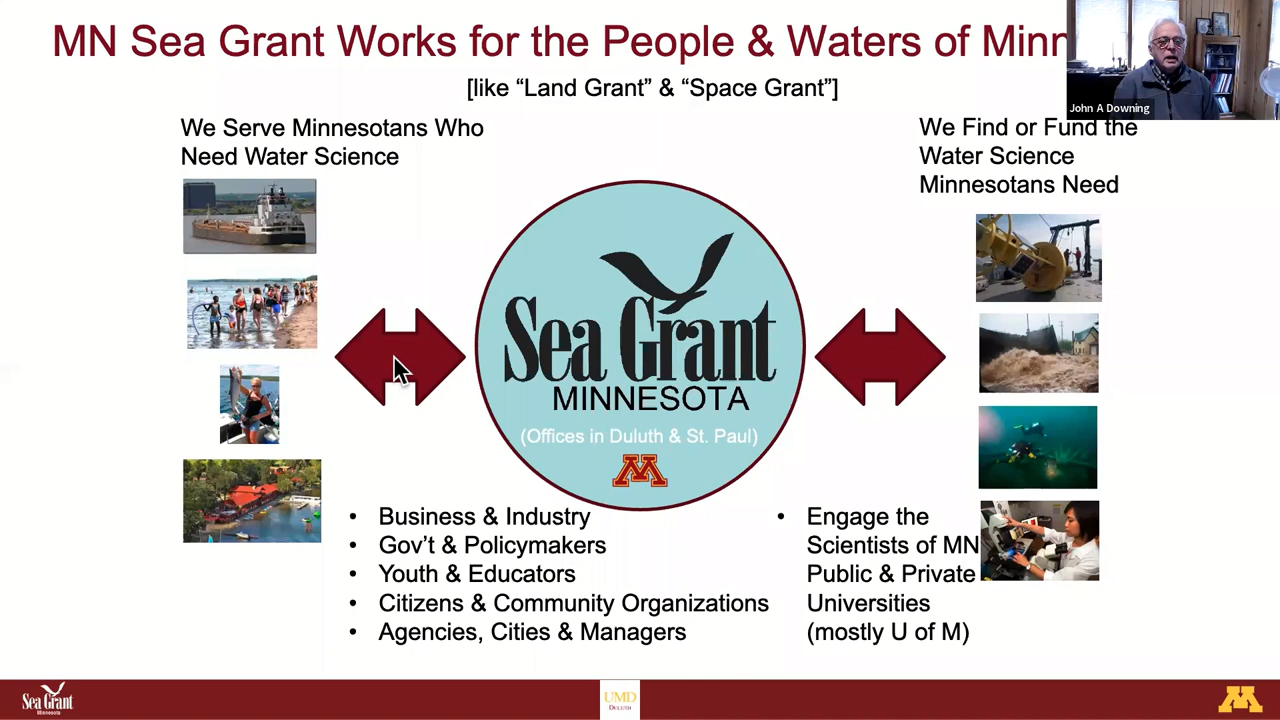 MN Sea Grant Works for the People & Waters of Minn
[like “Land Grant” & “Space Grant”]
John A Downing
We Serve Minnesotans Who
Need Water Science
We Find or Fund the
Water Science
Minnesotans Need
Sea Grant
MINNESOTA
(Offices in Duluth & St. Paul)
M
• Business & Industry
• Gov’t & Policymakers
• Youth & Educators
• Citizens & Community Organizations
• Agencies, Cities & Managers
• Engage the
Scientists of MN
Public & Private
Universities
(mostly U of M)
Sea Grant
Minnesota
UMD
DULUTH
M